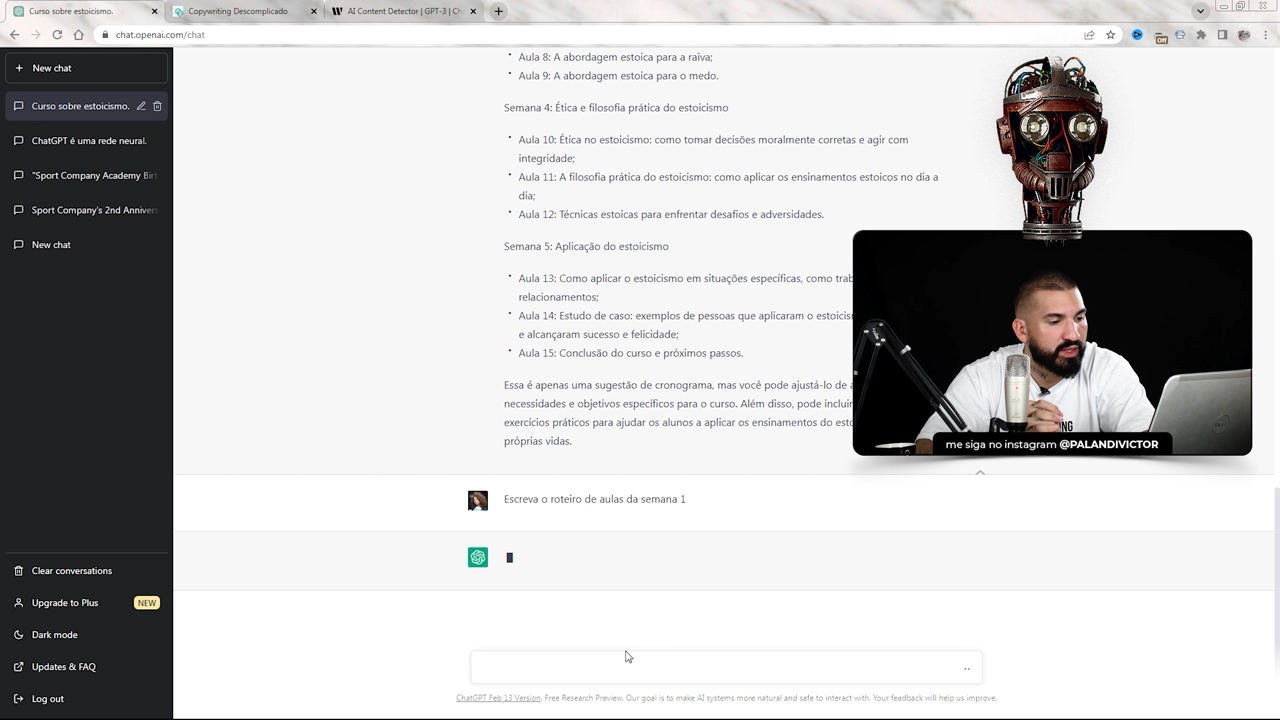 Curso sobre estoicismo.
Copywriting Descomplicado
AI Content Detector | GPT-3 | Ch
chat.openai.com/chat
Off
New chat
Curso sobre estoicismo.
ChatGPT é uma rede neural.
"Sport Company Academy Birt
Sport Company's 2nd Annivers
New chat
Clear conversations
Upgrade to Plus
NEW
Dark mode
Updates & FAQ
Log out
Aula 8: A abordagem estoica para a raiva;
Aula 9: A abordagem estoica para o medo.
Semana 4: Ética e filosofia prática do estoicismo
Aula 10: Ética no estoicismo: como tomar decisões moralmente corretas e agir com
integridade;
Aula 11: A filosofia prática do estoicismo: como aplicar os ensinamentos estoicos no dia a
dia;
Aula 12: Técnicas estoicas para enfrentar desafios e adversidades.
Semana 5: Aplicação do estoicismo
Aula 13: Como aplicar o estoicismo em situações específicas, como trab
relacionamentos;
Aula 14: Estudo de caso: exemplos de pessoas que aplicaram o estoicis
e alcançaram sucesso e felicidade;
Aula 15: Conclusão do curso e próximos passos.
Essa é apenas uma sugestão de cronograma, mas você pode ajustá-lo de a
necessidades e objetivos específicos para o curso. Além disso, pode incluir
exercícios práticos para ajudar os alunos a aplicar os ensinamentos do esto
próprias vidas.
me siga no instagram @PALANDIVICTOR
Escreva o roteiro de aulas da semana 1
ChatGPT Feb 13 Version. Free Research Preview. Our goal is to make AI systems more natural and safe to interact with. Your feedback will help us improve.